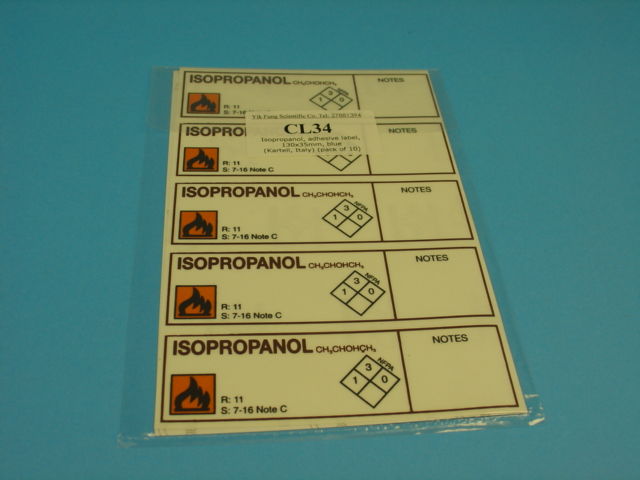 ISOPROPANOL CH₃CHOHCH₃
NFPA
3
1
R: 11
S: 7-16
NOTES
Yik Fung Scientific Co. Tel: 27881394
CL34
Isopropanol, adhesive label,
130x35mm, blue
(Kartell, Italy) (pack of 10)
ISOPROP
1
0
R: 11
S: 7-16 Note C
NOTES
ISOPROPANOL CH₃CHOHCH₃
NFPA
3
1 0
R: 11
S: 7-16 Note C
NOTES
ISOPROPANOL CH₃CHOHCH₃
NFPA
3
1 0
R: 11
S: 7-16 Note C
NOTES
ISOPROPANOL CH₃CHOHCH₃
NFPA
3
1 0
R: 11
S: 7-16 Note C
NOTES